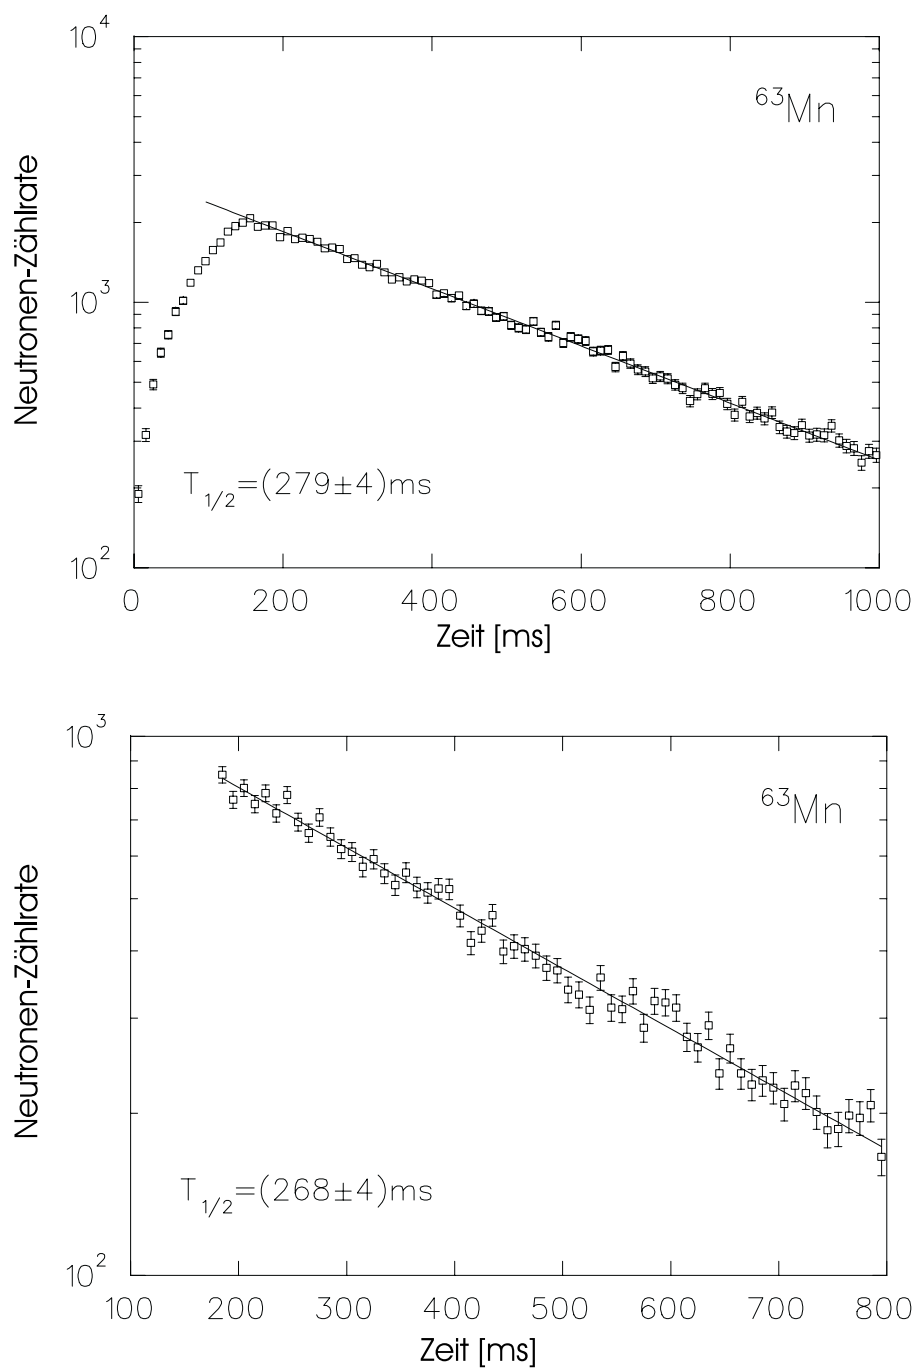 10^4
^63Mn
Neutronen-Zählrate
10^3
T_1/2=(279±4)ms
10^2
0 200 400 600 800 1000
Zeit [ms]
10^3
^63Mn
Neutronen-Zählrate
T_1/2=(268±4)ms
10^2
100 200 300 400 500 600 700 800
Zeit [ms]